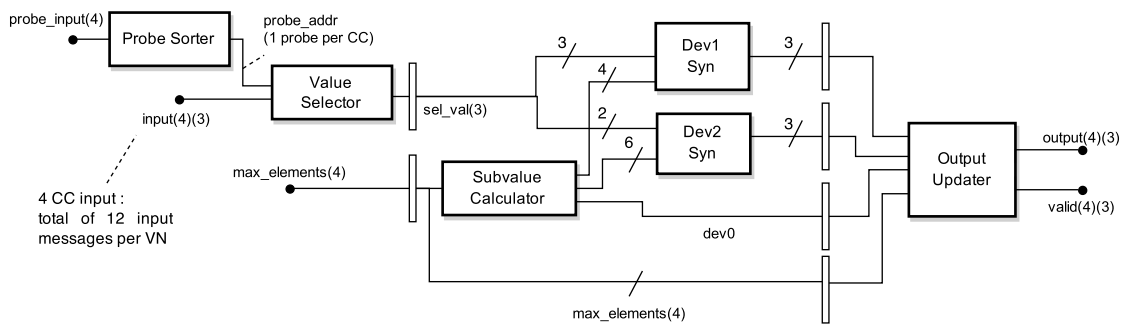 probe_input(4)
Probe Sorter
probe_addr
(1 probe per CC)
Value
Selector
input(4)(3)
sel_val(3)
4 CC input :
total of 12 input
messages per VN
max_elements(4)
Subvalue
Calculator
3
4
2
6
Dev1
Syn
3
Dev2
Syn
3
dev0
max_elements(4)
Output
Updater
output(4)(3)
valid(4)(3)